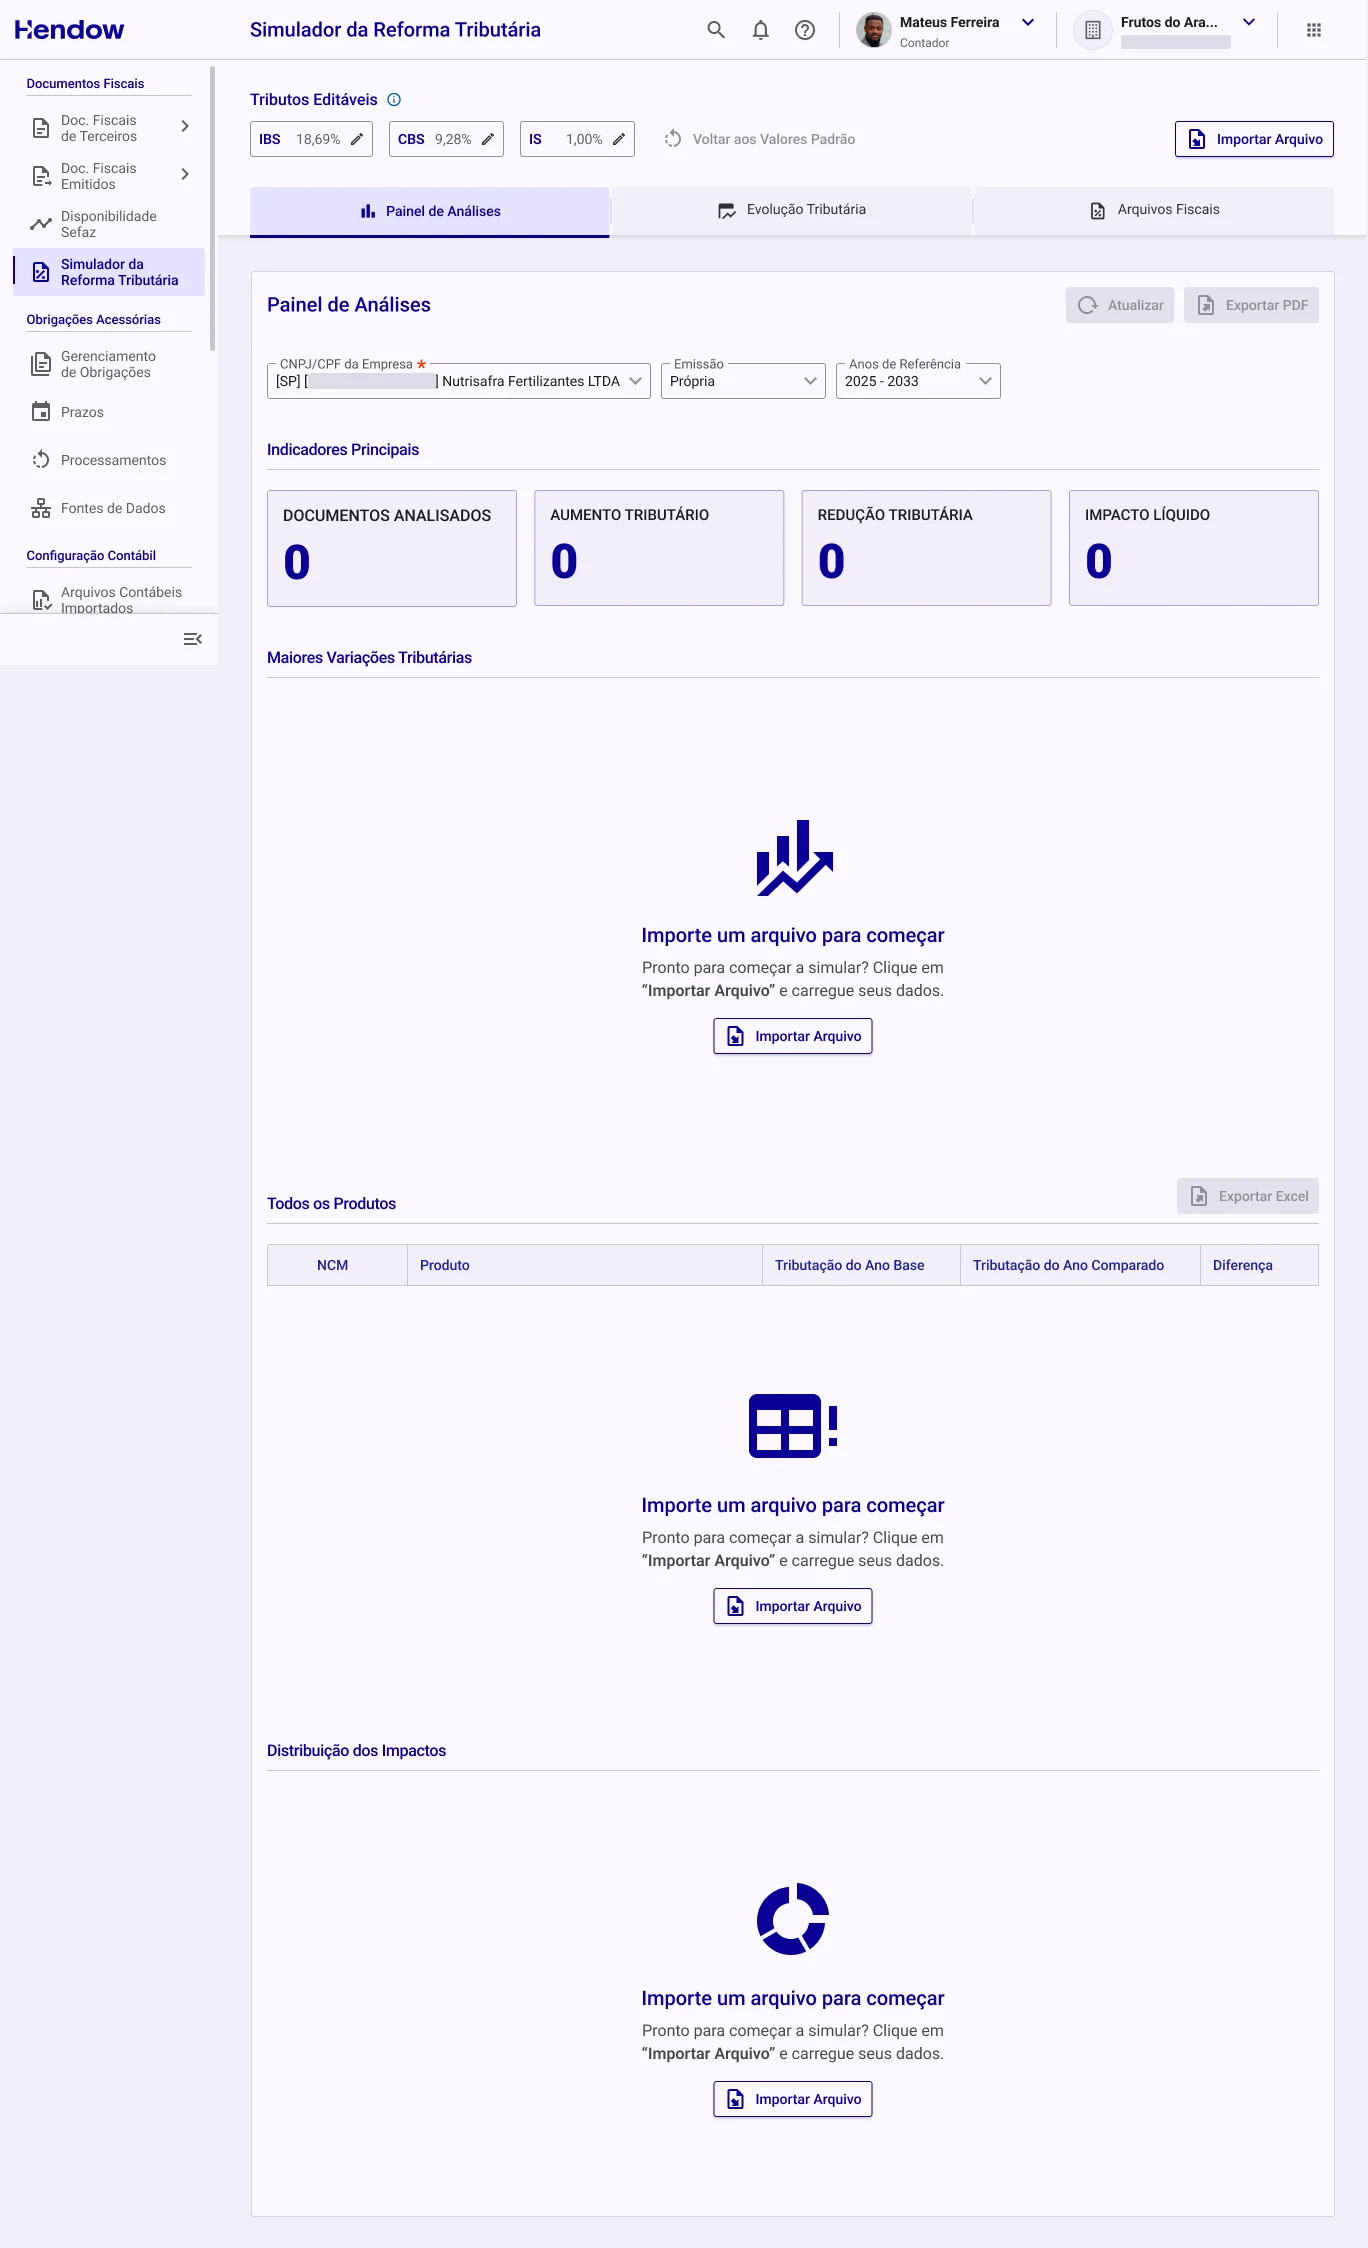 Hendow
Simulador da Reforma Tributária
Mateus Ferreira
Contador
Frutos do Ara...
Documentos Fiscais
Doc. Fiscais
de Terceiros
Doc. Fiscais
Emitidos
Disponibilidade
Sefaz
Simulador da
Reforma Tributária
Obrigações Acessórias
Gerenciamento
de Obrigações
Prazos
Processamentos
Fontes de Dados
Configuração Contábil
Arquivos Contábeis
Importados
Tributos Editáveis
IBS 18,69%
CBS 9,28%
IS 1,00%
Voltar aos Valores Padrão
Importar Arquivo
Painel de Análises
Evolução Tributária
Arquivos Fiscais
Painel de Análises
Atualizar
Exportar PDF
CNPJ/CPF da Empresa *
[SP] [ ] Nutrisafra Fertilizantes LTDA
Emissão
Própria
Anos de Referência
2025 - 2033
Indicadores Principais
DOCUMENTOS ANALISADOS
0
AUMENTO TRIBUTÁRIO
0
REDUÇÃO TRIBUTÁRIA
0
IMPACTO LÍQUIDO
0
Maiores Variações Tributárias
Importe um arquivo para começar
Pronto para começar a simular? Clique em
“Importar Arquivo” e carregue seus dados.
Importar Arquivo
Todos os Produtos
Exportar Excel
NCM
Produto
Tributação do Ano Base
Tributação do Ano Comparado
Diferença
Importe um arquivo para começar
Pronto para começar a simular? Clique em
“Importar Arquivo” e carregue seus dados.
Importar Arquivo
Distribuição dos Impactos
Importe um arquivo para começar
Pronto para começar a simular? Clique em
“Importar Arquivo” e carregue seus dados.
Importar Arquivo